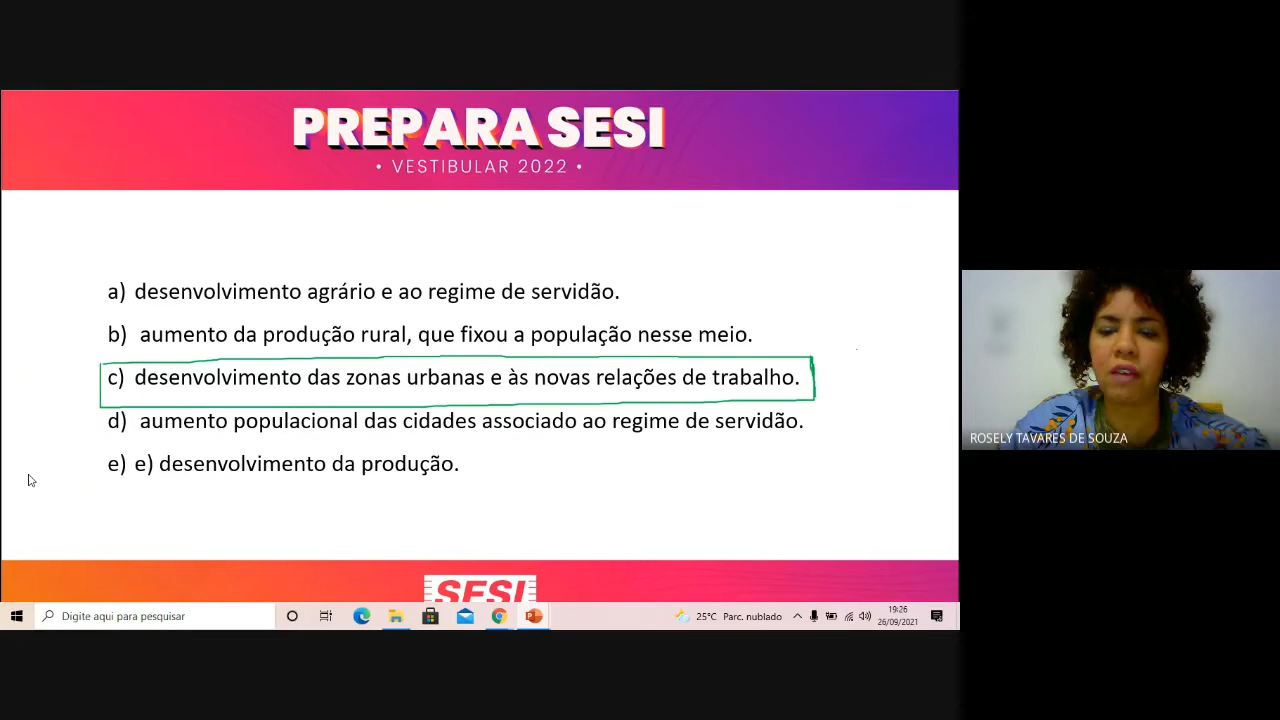 PREPARA SESI
• VESTIBULAR 2022 •
a) desenvolvimento agrário e ao regime de servidão.
b) aumento da produção rural, que fixou a população nesse meio.
c) desenvolvimento das zonas urbanas e às novas relações de trabalho.
d) aumento populacional das cidades associado ao regime de servidão.
e) e) desenvolvimento da produção.
SESI
ROSELY TAVARES DE SOUZA
Digite aqui para pesquisar
25°C Parc. nublado
19:26
26/09/2021